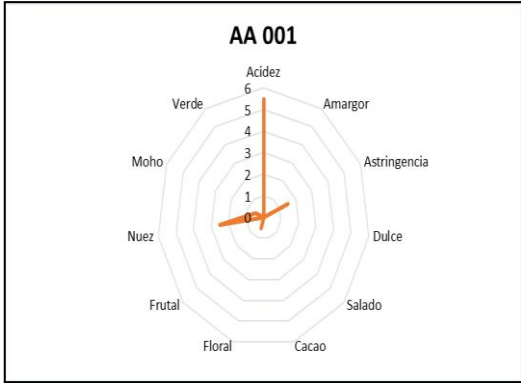 AA 001
Acidez
Verde
Amargor
Moho
Astringencia
Nuez
Dulce
Frutal
Salado
Floral
Cacao
6
5
4
3
2
1
0